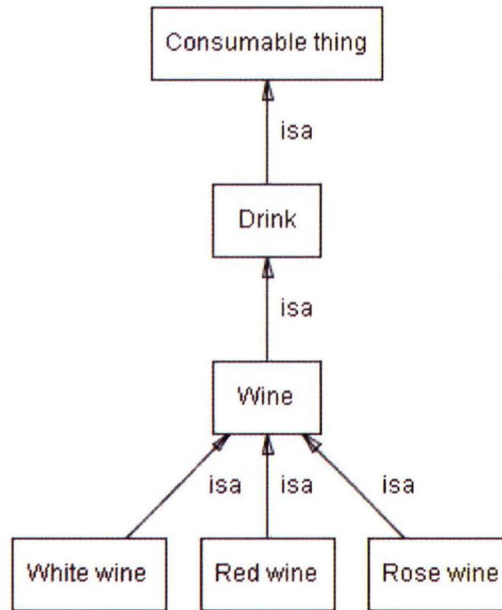 Consumable thing
isa
Drink
isa
Wine
isa isa isa
White wine Red wine Rose wine